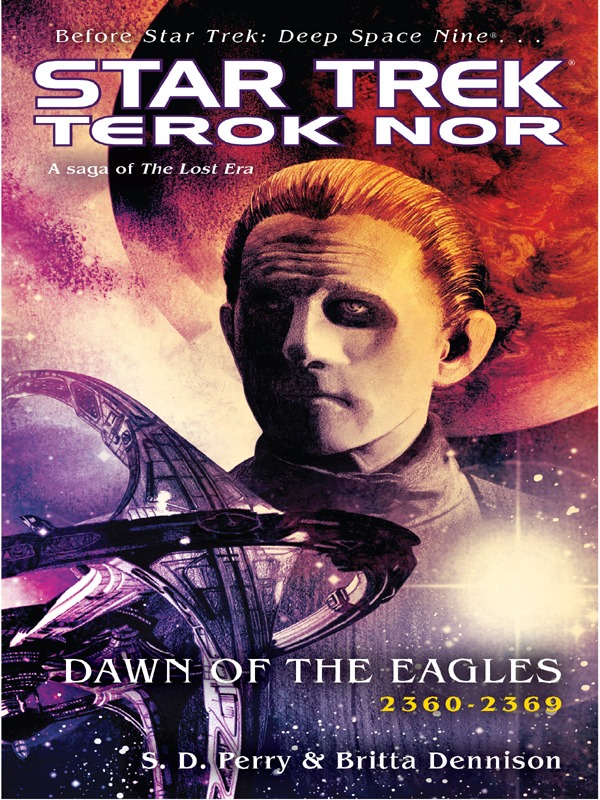 Before Star Trek: Deep Space Nine®. . .
STAR TREK®
TEROK NOR
A saga of The Lost Era
DAWN OF THE EAGLES
2360-2369
S. D. Perry & Britta Dennison